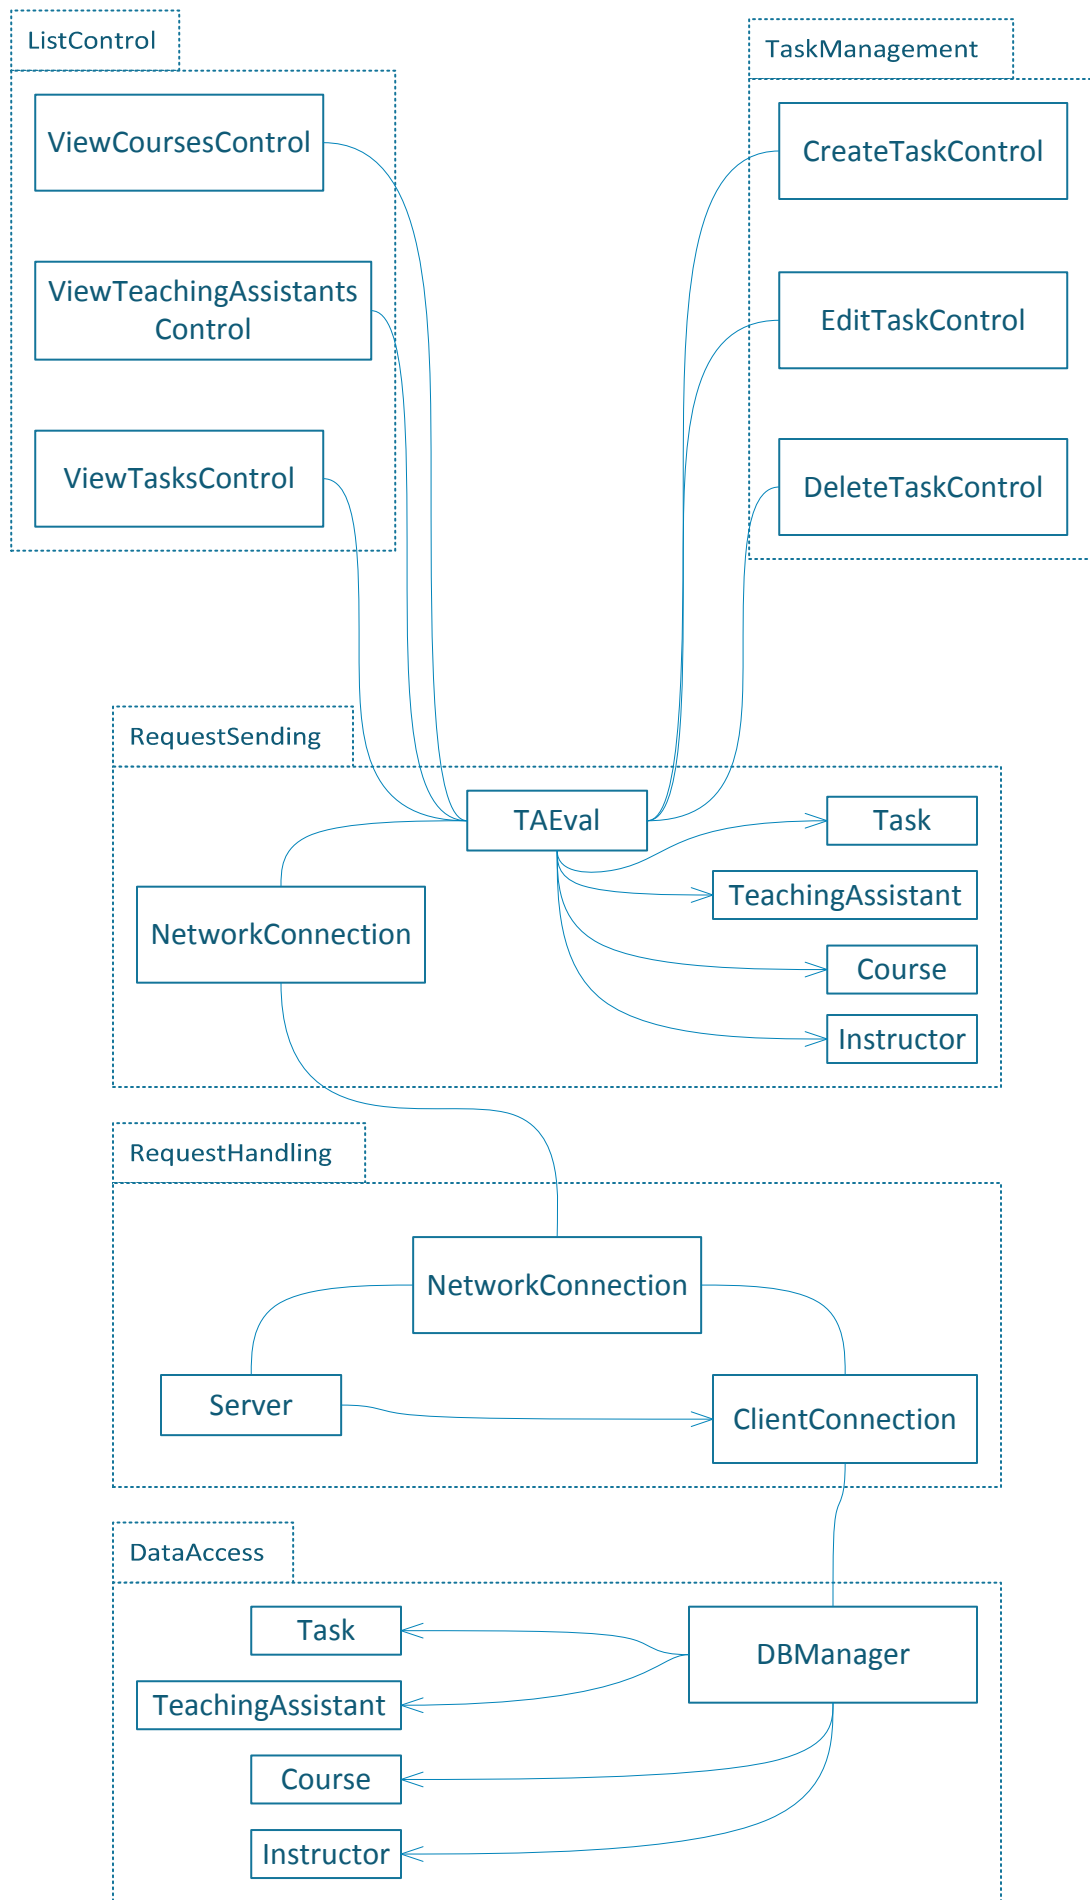 ListControl
ViewCoursesControl
ViewTeachingAssistants
Control
ViewTasksControl
TaskManagement
CreateTaskControl
EditTaskControl
DeleteTaskControl
RequestSending
TAEval
Task
TeachingAssistant
NetworkConnection
Course
Instructor
RequestHandling
NetworkConnection
Server
ClientConnection
DataAccess
Task
DBManager
TeachingAssistant
Course
Instructor